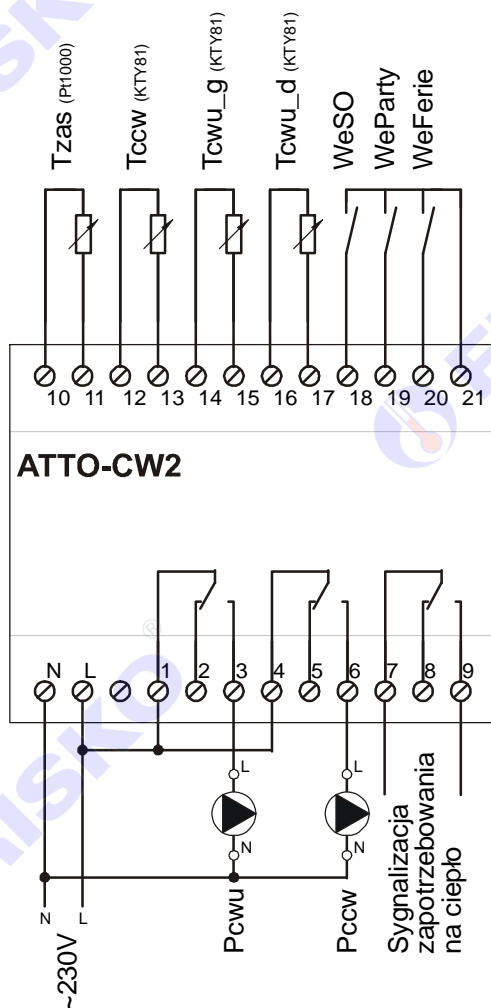 Tzas (Pt1000)
Tccw (KTY81)
Tcwu_g (KTY81)
Tcwu_d (KTY81)
WeSO
WeParty
WeFerie
10 11 12 13 14 15 16 17 18 19 20 21
ATTO-CW2
N L 1 2 3 4 5 6 7 8 9
L
L
N
N
N
L
~230V
Pcwu
Pccw
Sygnalizacja
zapotrzebowania
na ciepło